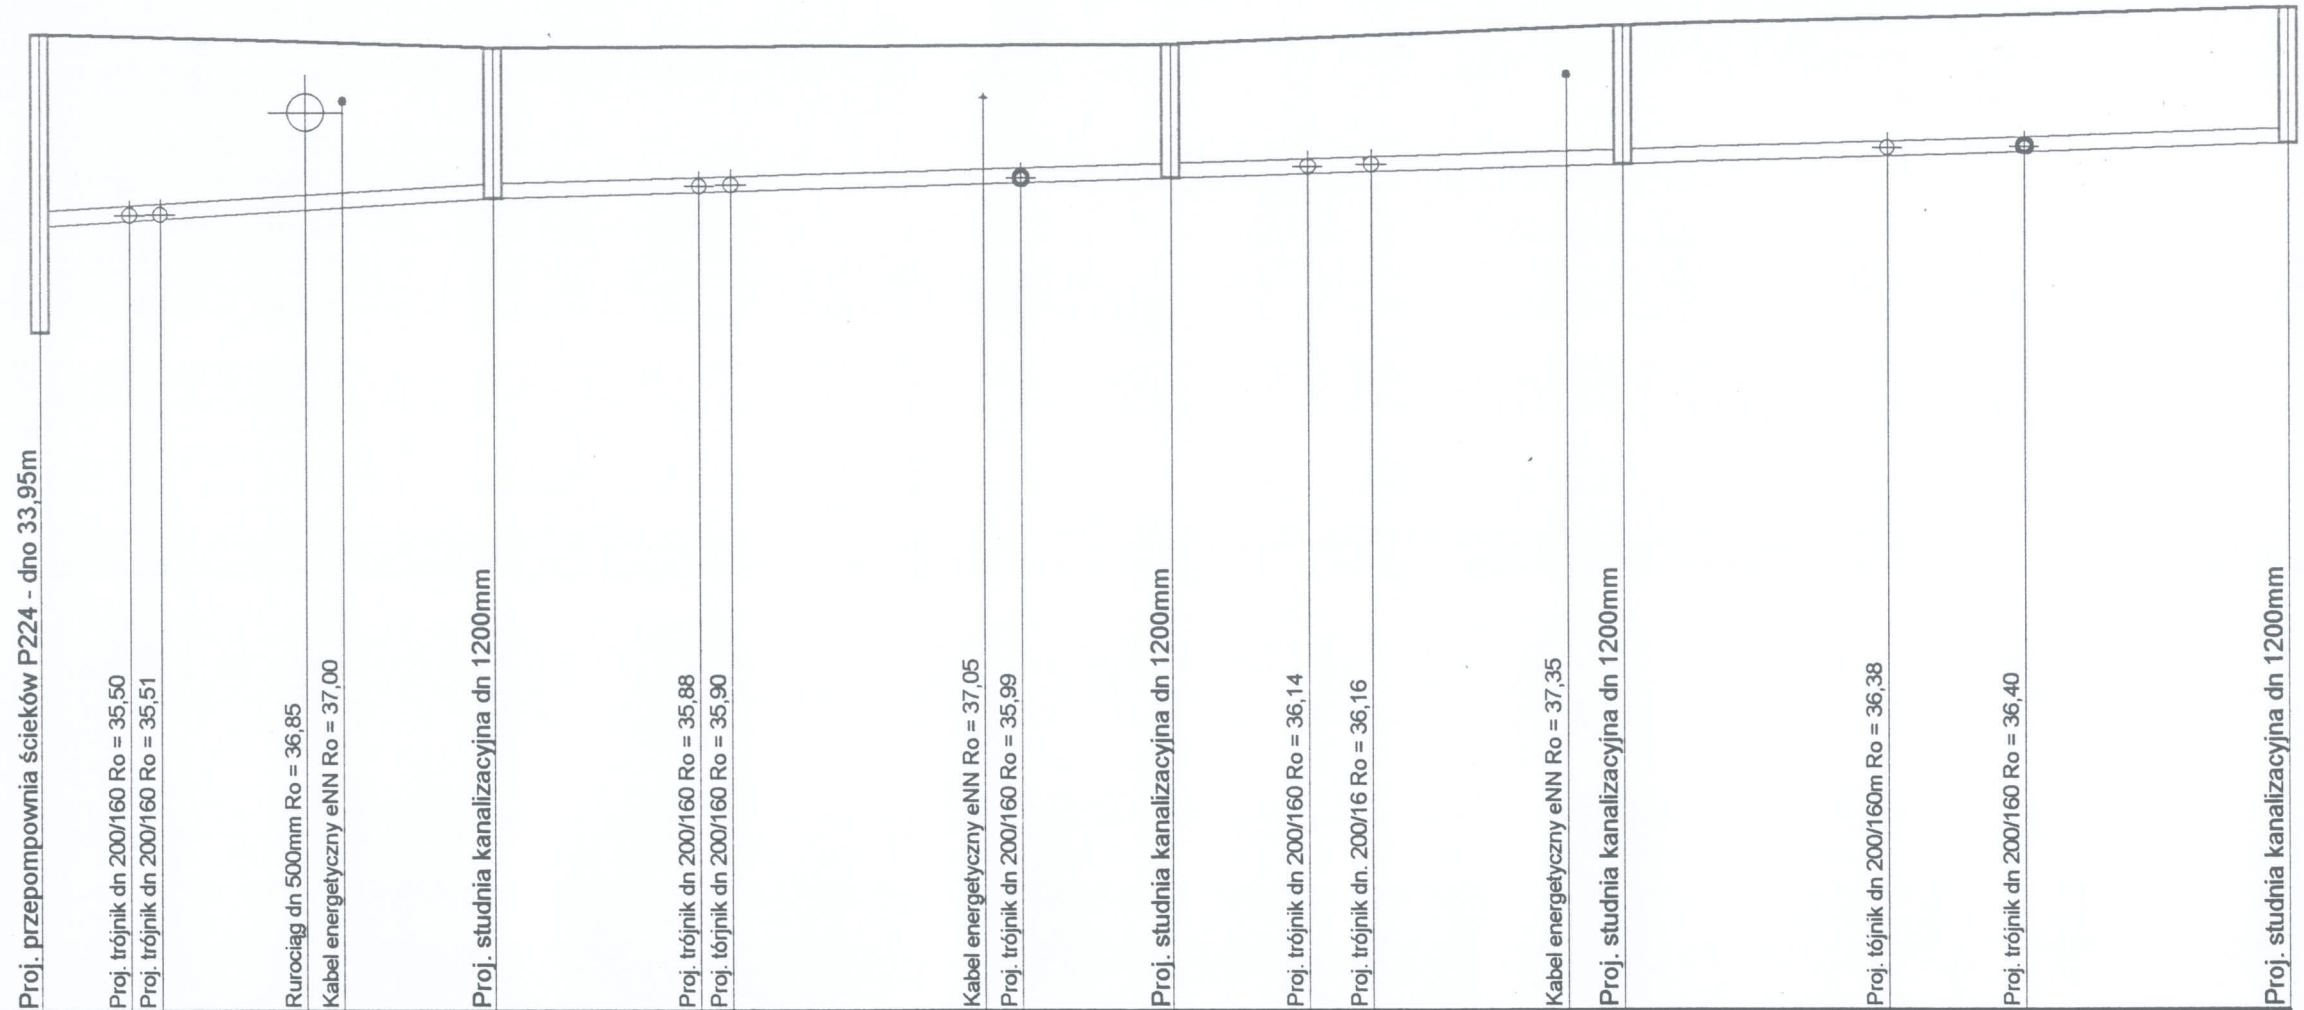 Proj. przepompownia ścieków P224 - dno 33,95m
Proj. trójnik dn 200/160 Ro = 35,50
Proj. trójnik dn 200/160 Ro = 35,51
Rurociąg dn 500mm Ro = 36,85
Kabel energetyczny eNN Ro = 37,00
Proj. studnia kanalizacyjna dn 1200mm
Proj. trójnik dn 200/160 Ro = 35,88
Proj. tórjnik dn 200/160 Ro = 35,90
Kabel energetyczny eNN Ro = 37,05
Proj. trójnik dn 200/160 Ro = 35,99
Proj. studnia kanalizacyjna dn 1200mm
Proj. trójnik dn 200/160 Ro = 36,14
Proj. trójnik dn. 200/16 Ro = 36,16
Kabel energetyczny eNN Ro = 37,35
Proj. studnia kanalizacyjna dn 1200mm
Proj. tójnik dn 200/160m Ro = 36,38
Proj. trójnik dn 200/160 Ro = 36,40
Proj. studnia kanalizacyjna dn 1200mm